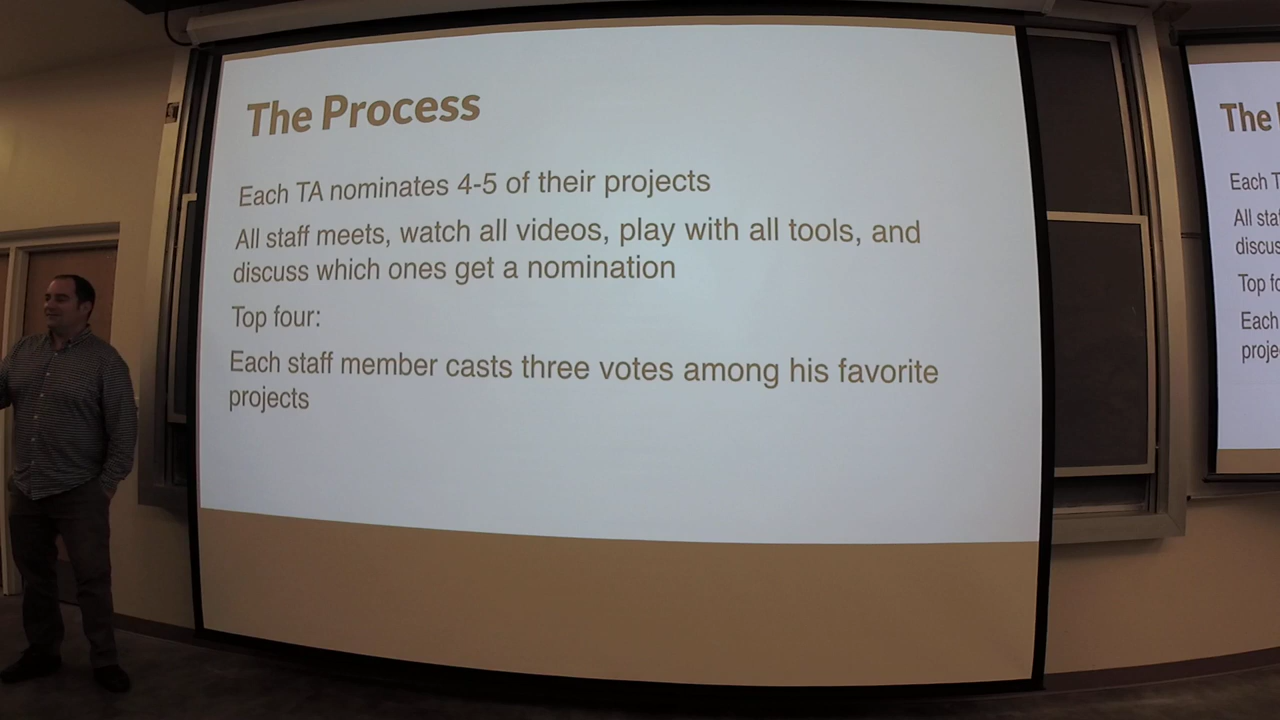 The Process
Each TA nominates 4-5 of their projects
All staff meets, watch all videos, play with all tools, and
discuss which ones get a nomination
Top four:
Each staff member casts three votes among his favorite
projects
The
Each T
All sta
discus
Top fo
Each
proje